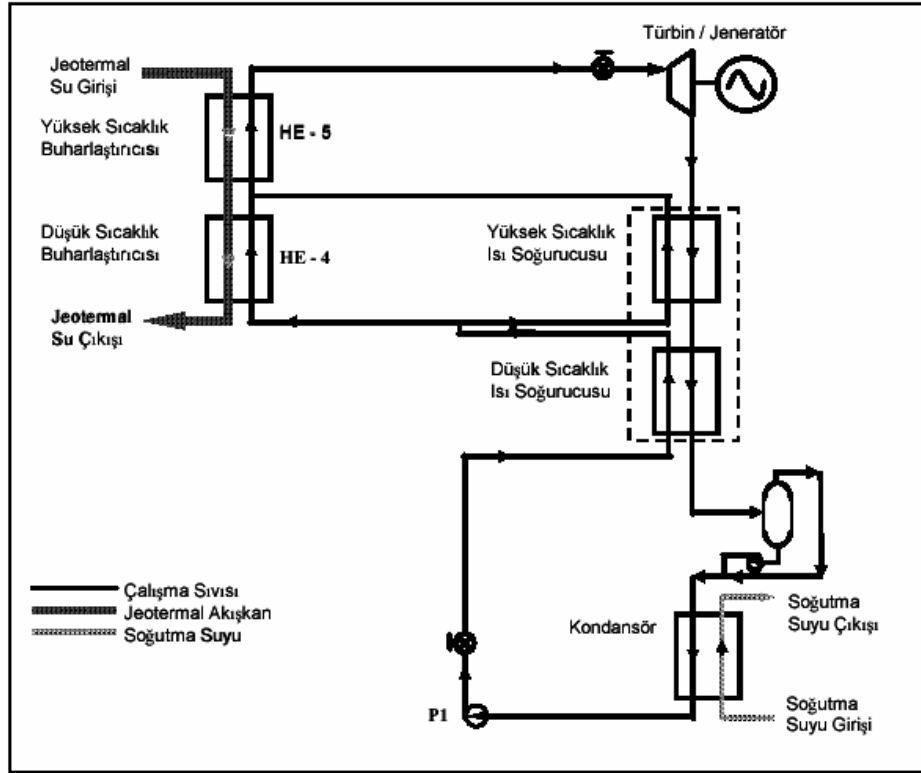 Türbin / Jeneratör
Jeotermal
Su Girişi
Yüksek Sıcaklık
Buharlaştırıcısı
HE - 5
Düşük Sıcaklık
Buharlaştırıcısı
HE - 4
Yüksek Sıcaklık
Isı Soğurucusu
Jeotermal
Su Çıkışı
Düşük Sıcaklık
Isı Soğurucusu
Çalışma Sıvısı
Jeotermal Akışkan
Soğutma Suyu
Kondansör
Soğutma
Suyu Çıkışı
P1
Soğutma
Suyu Girişi